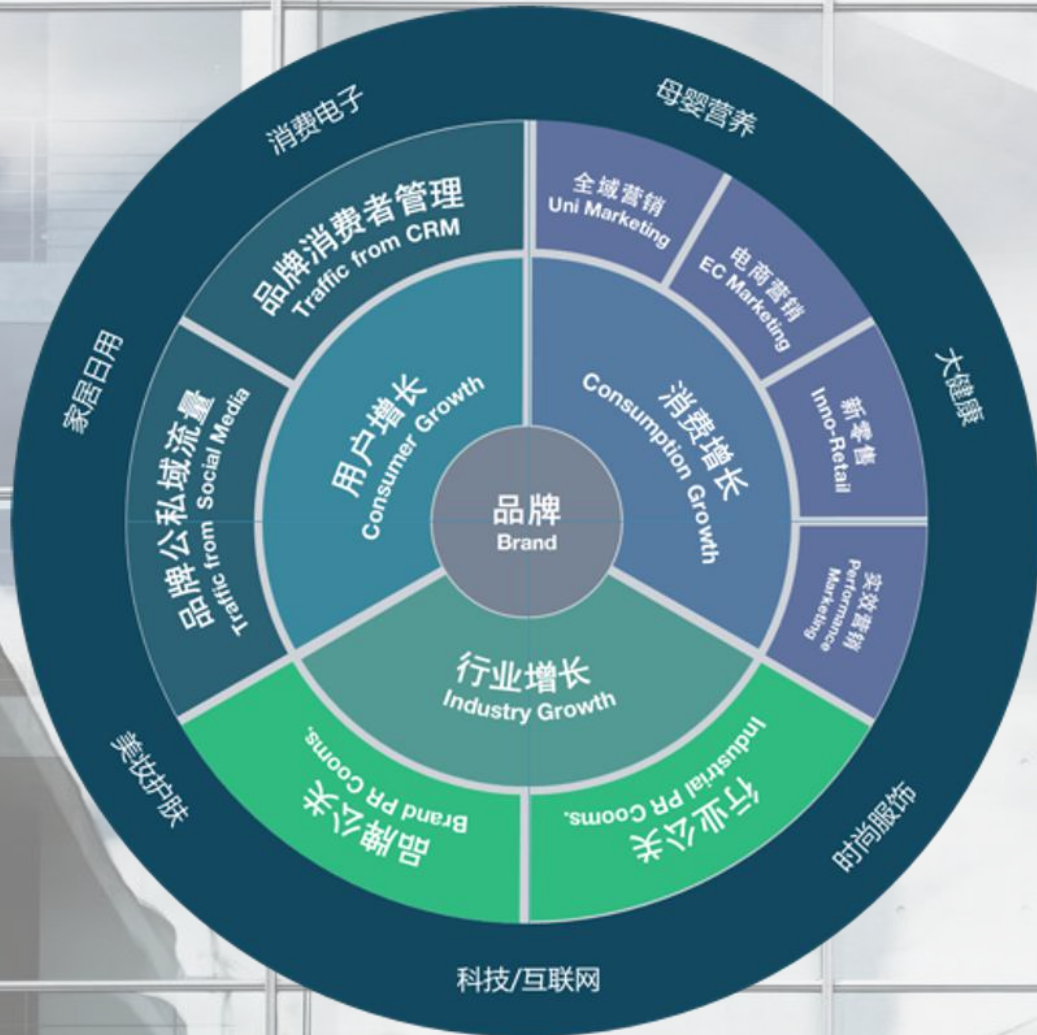 消费电子
母婴营养
大健康
时尚服饰
科技/互联网
美妆护肤
家居日用
品牌消费者管理
Traffic from CRM
全域营销
Uni Marketing
电商营销
EC Marketing
新零售
Inno-Retail
实效营销
Performance
Marketing
行业公关
Industrial PR Cooms.
品牌公关
Brand PR Cooms.
品牌公私域流量
Traffic from Social Media
用户增长
Consumer Growth
消费增长
Consumption Growth
行业增长
Industry Growth
品牌
Brand